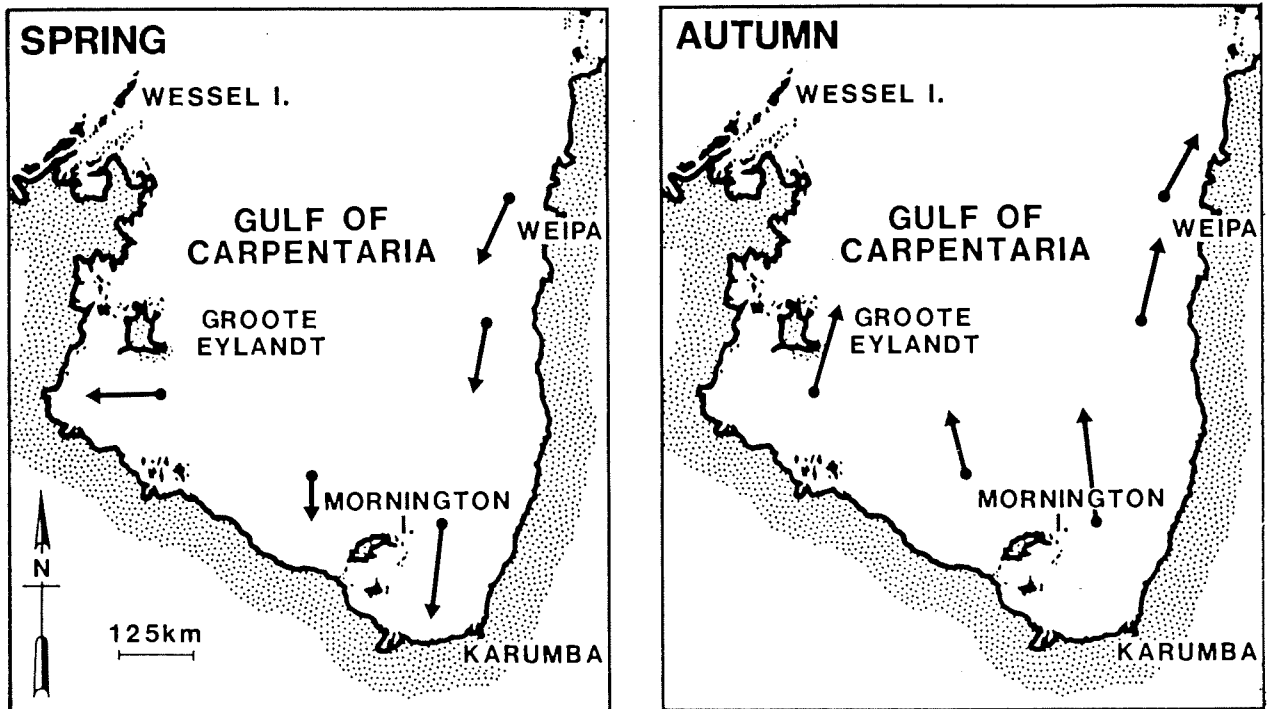 SPRING
WESSEL I.
GULF OF
CARPENTARIA
WEIPA
GROOTE
EYLANDT
MORNINGTON
I.
N
125km
KARUMBA
AUTUMN
WESSEL I.
GULF OF
CARPENTARIA
WEIPA
GROOTE
EYLANDT
MORNINGTON
I.
KARUMBA